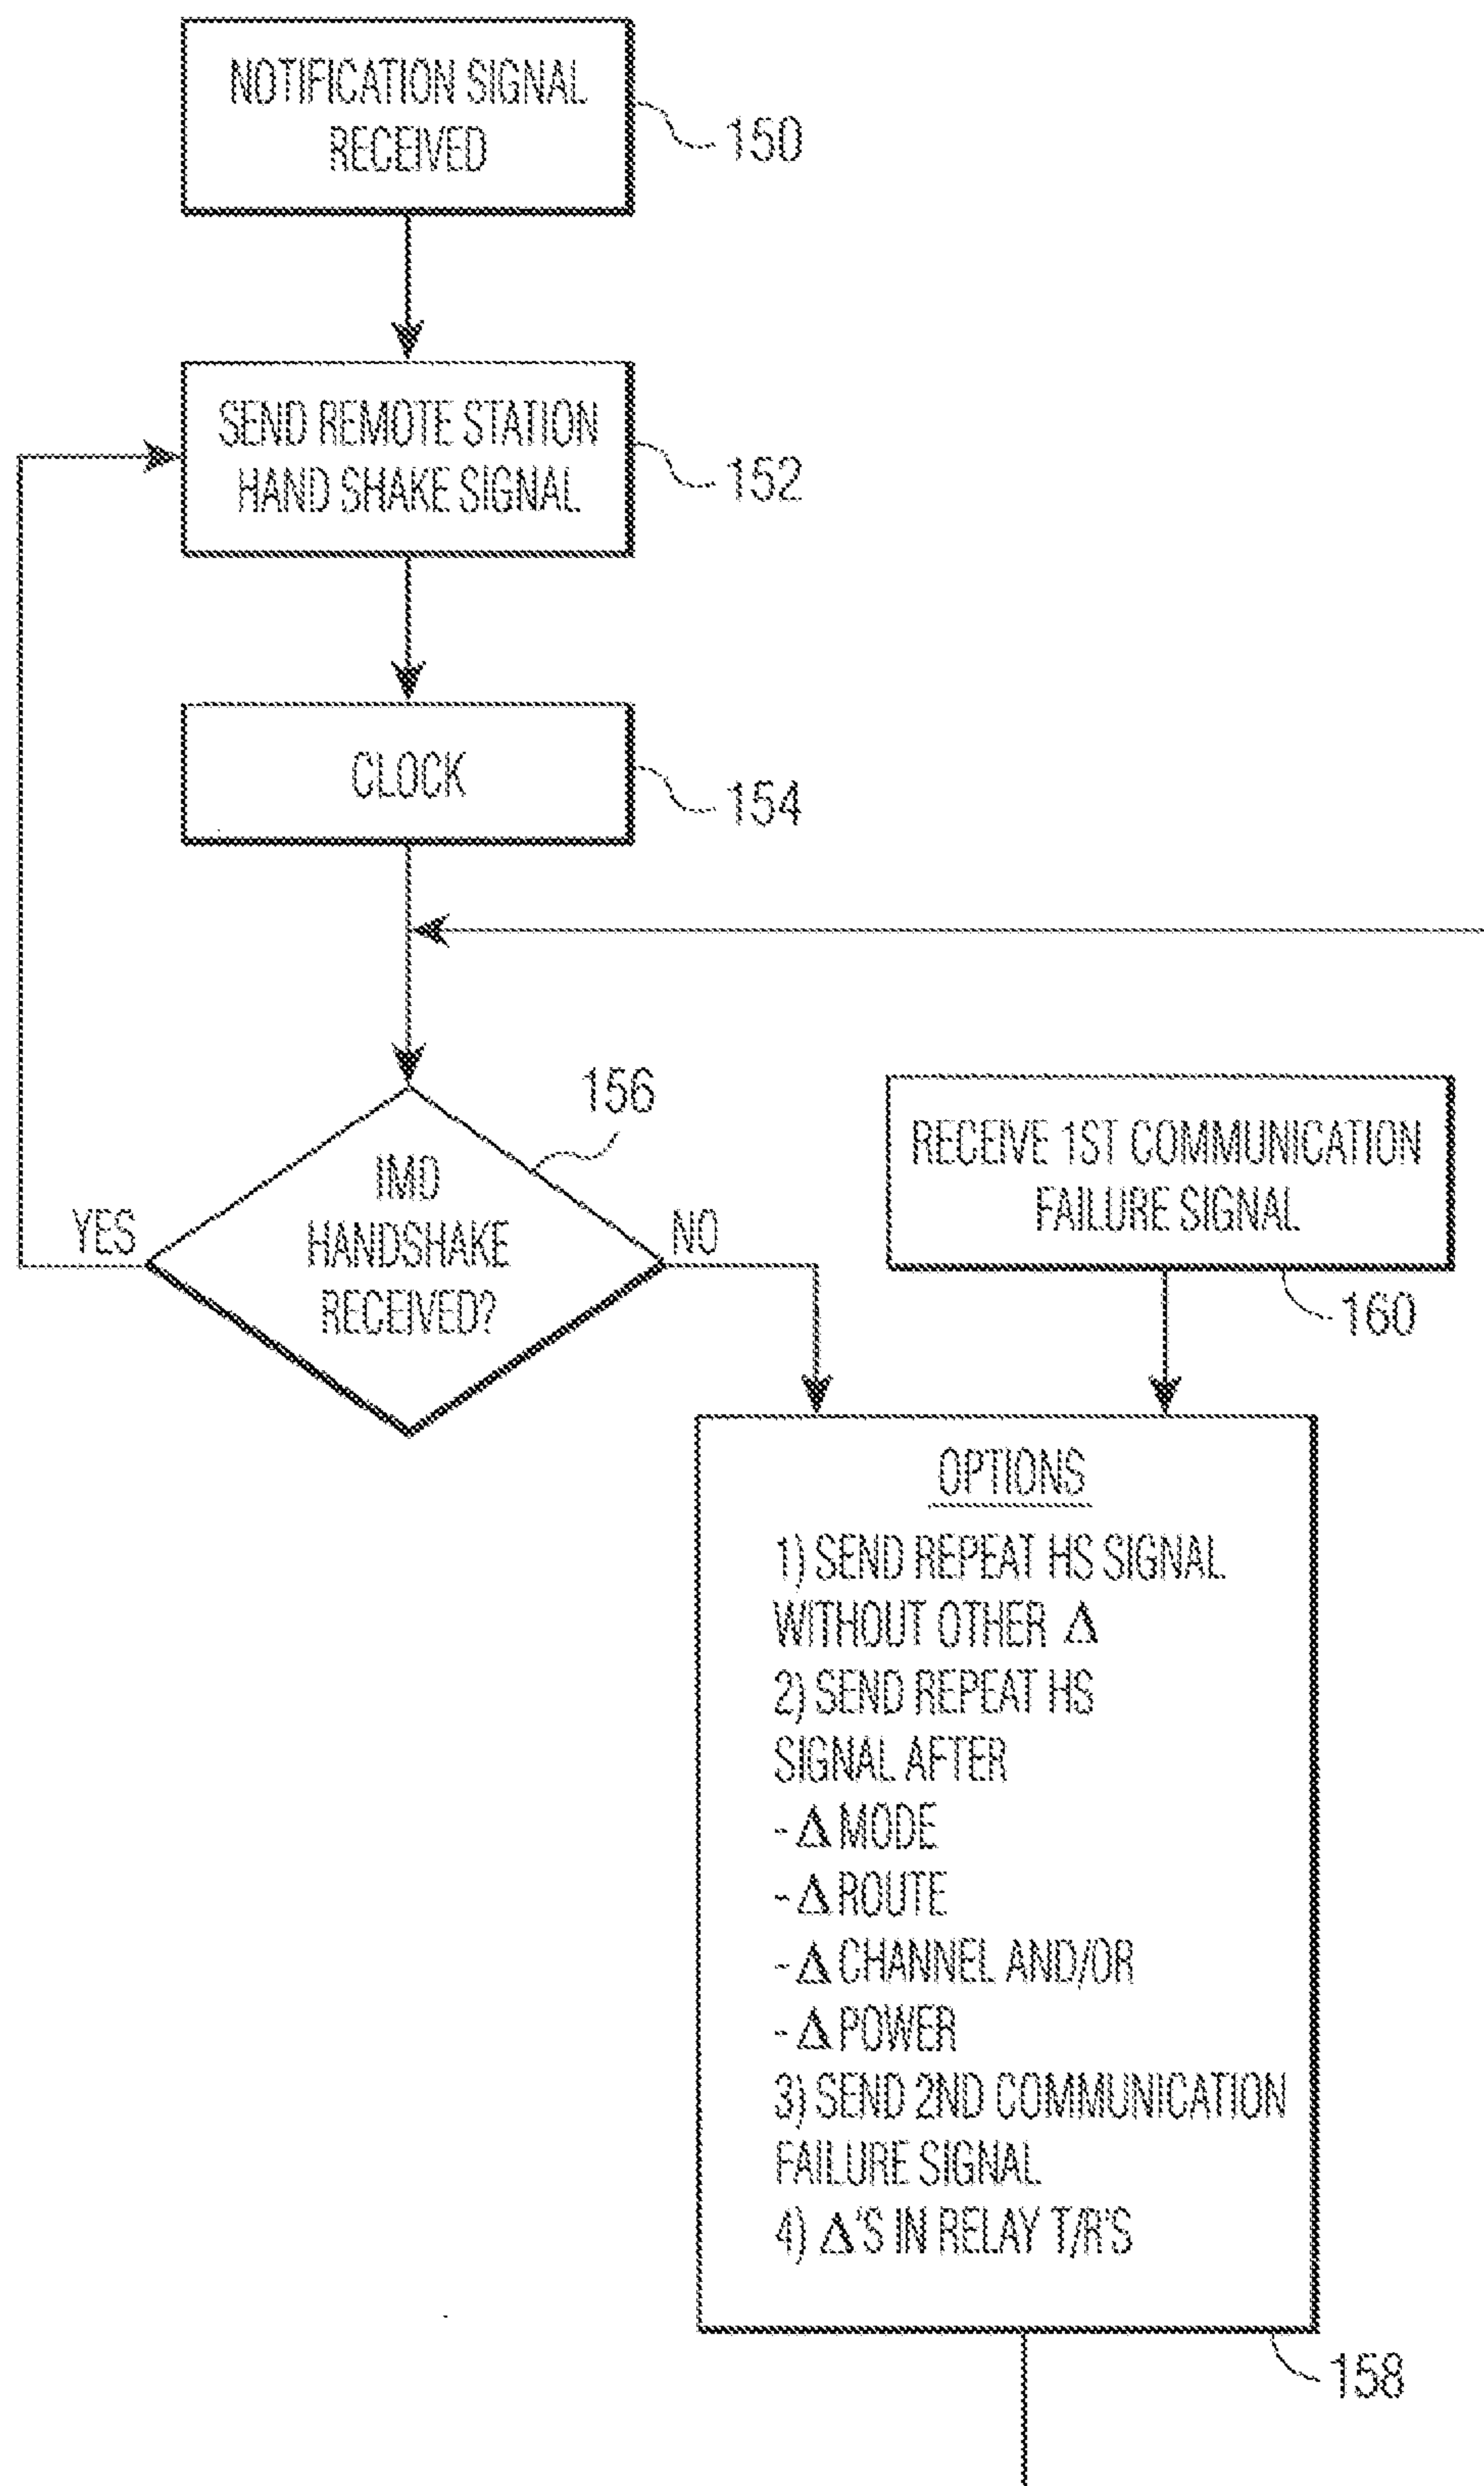 NOTIFICATION SIGNAL
RECEIVED
150
SEND REMOTE STATION
HAND SHAKE SIGNAL
152
CLOCK
154
156
IMD
HANDSHAKE
RECEIVED?
YES
NO
RECEIVE 1ST COMMUNICATION
FAILURE SIGNAL
160
OPTIONS
1) SEND REPEAT HS SIGNAL
WITHOUT OTHER Δ
2) SEND REPEAT HS
SIGNAL AFTER
- Δ MODE
- Δ ROUTE
- Δ CHANNEL AND/OR
- Δ POWER
3) SEND 2ND COMMUNICATION
FAILURE SIGNAL
4) Δ'S IN RELAY T/R'S
158